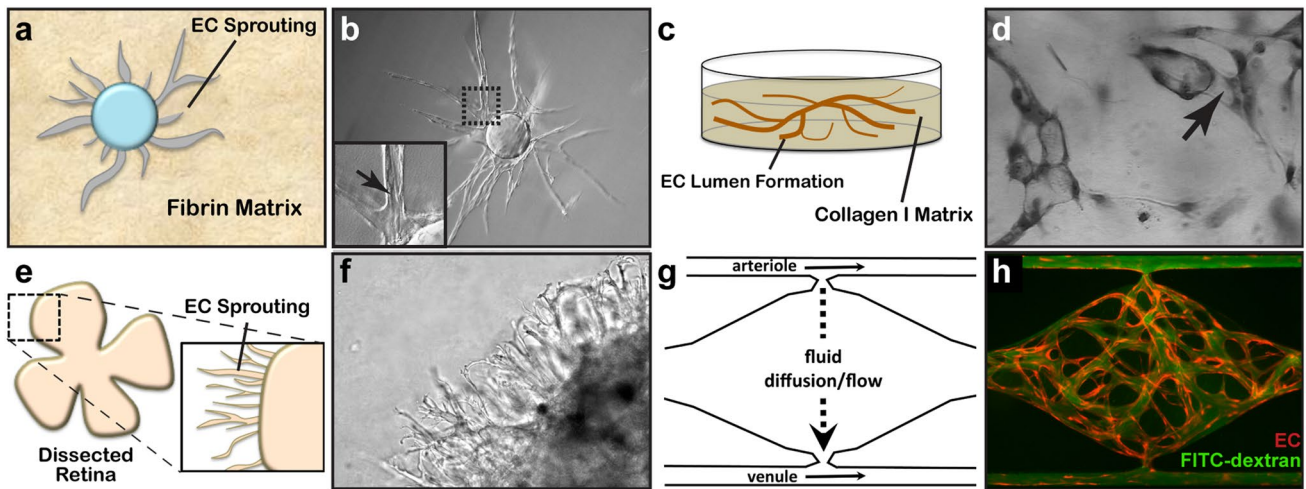 a
EC Sprouting
Fibrin Matrix
b
c
EC Lumen Formation
Collagen I Matrix
d
e
EC Sprouting
Dissected
Retina
f
g
arteriole
fluid
diffusion/flow
venule
h
EC
FITC-dextran